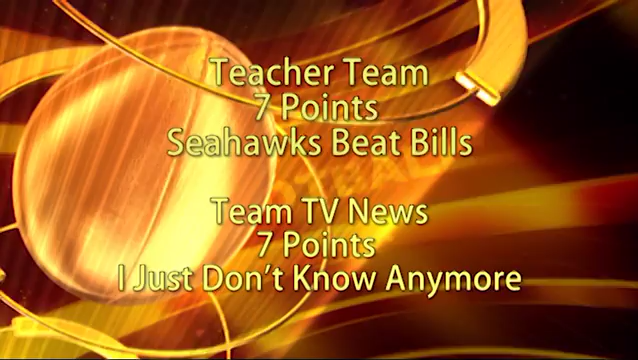 Teacher Team
7 Points
Seahawks Beat Bills
Team TV News
7 Points
I Just Don't Know Anymore